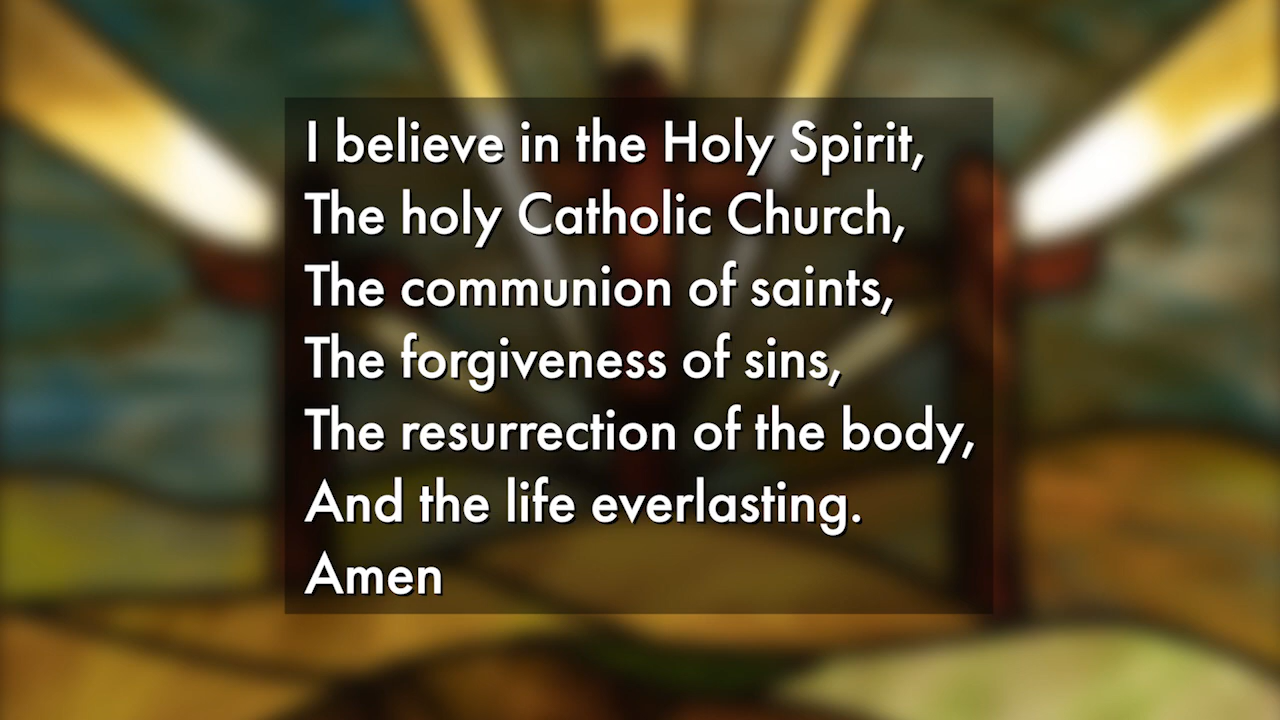 I believe in the Holy Spirit,
The holy Catholic Church,
The communion of saints,
The forgiveness of sins,
The resurrection of the body,
And the life everlasting.
Amen